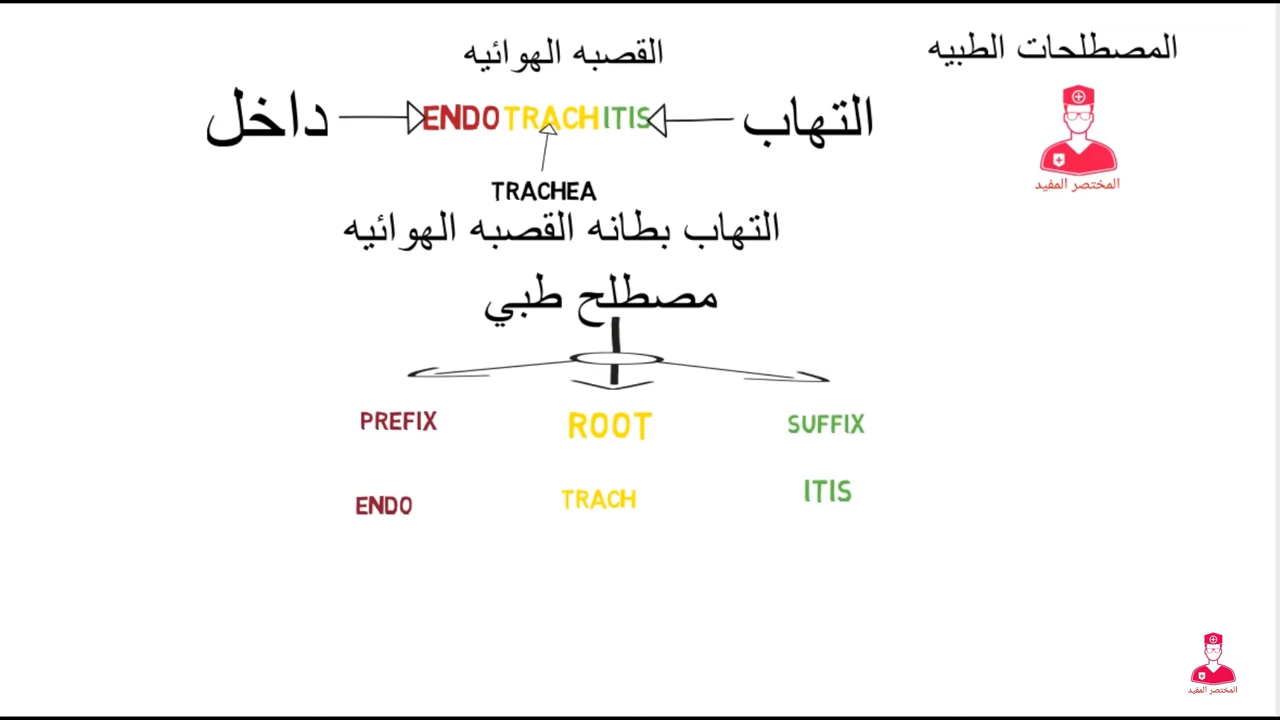 المصطلحات الطبيه
المختصر المفيد
القصبه الهوائيه
داخل ENDOTRACHITIS التهاب
TRACHEA
التهاب بطانه القصبه الهوائيه
مصطلح طبي
PREFIX ROOT SUFFIX
ENDO TRACH ITIS
المختصر المفيد